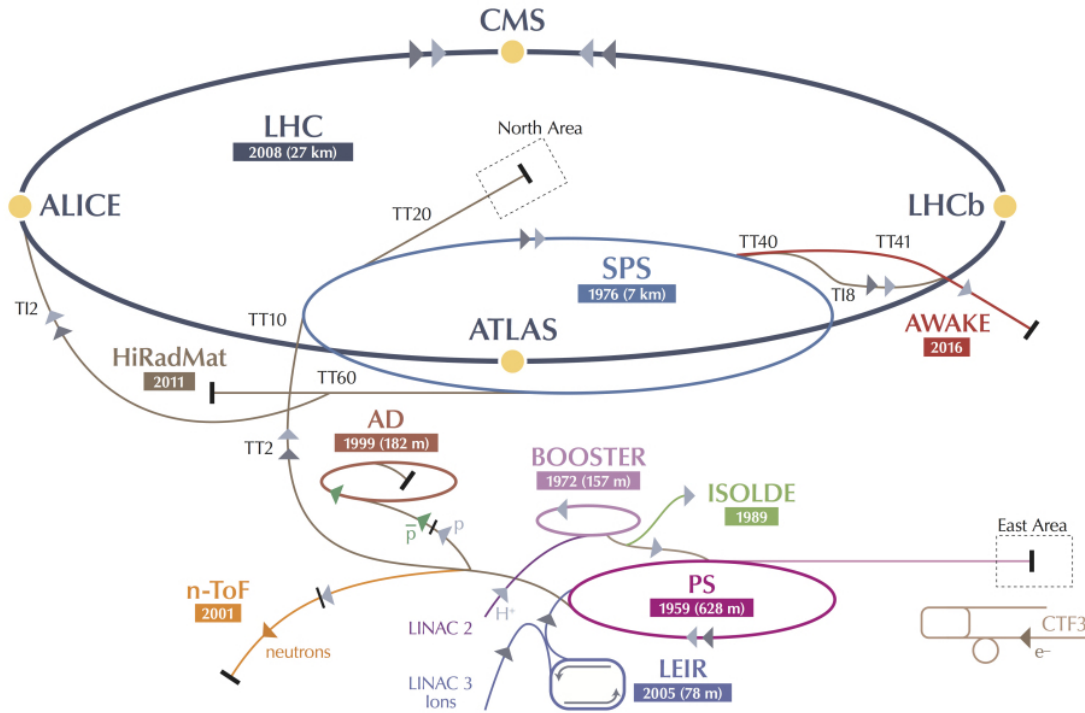 CMS
LHC
2008 (27 km)
North Area
ALICE
TT20
LHCb
TT40
TT41
SPS
1976 (7 km)
TI8
TI2
TT10
ATLAS
AWAKE
2016
HiRadMat
2011
TT60
AD
1999 (182 m)
TT2
BOOSTER
1972 (157 m)
ISOLDE
1989
p
p
East Area
n-ToF
2001
PS
1959 (628 m)
H+
LINAC 2
neutrons
CTF3
e–
LEIR
2005 (78 m)
LINAC 3
Ions